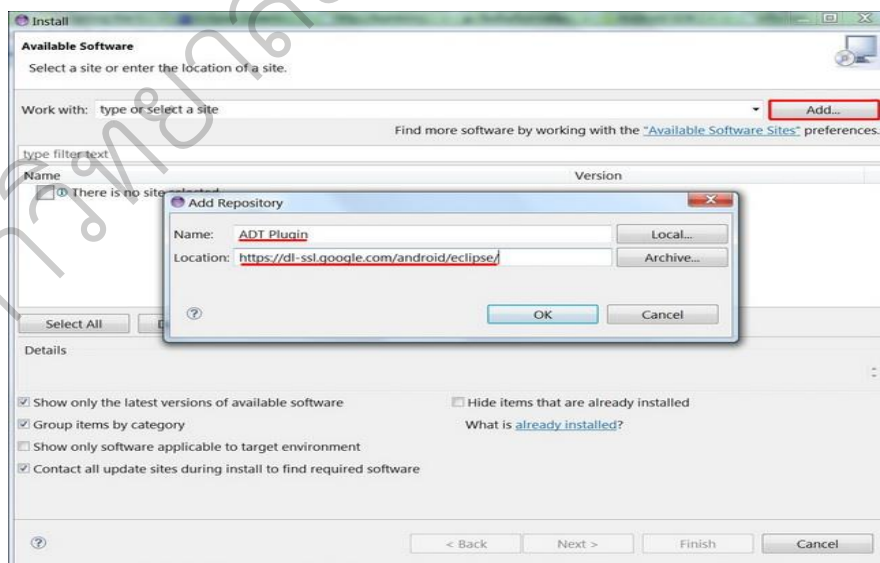 Install
Available Software
Select a site or enter the location of a site.
Work with: type or select a site
Add...
Find more software by working with the "Available Software Sites" preferences.
type filter text
Name Version
There is no site selected
Add Repository
Name: ADT Plugin Local...
Location: https://dl-ssl.google.com/android/eclipse/ Archive...
OK Cancel
Select All
Details
Show only the latest versions of available software
Hide items that are already installed
Group items by category
What is already installed?
Show only software applicable to target environment
Contact all update sites during install to find required software
< Back Next > Finish Cancel